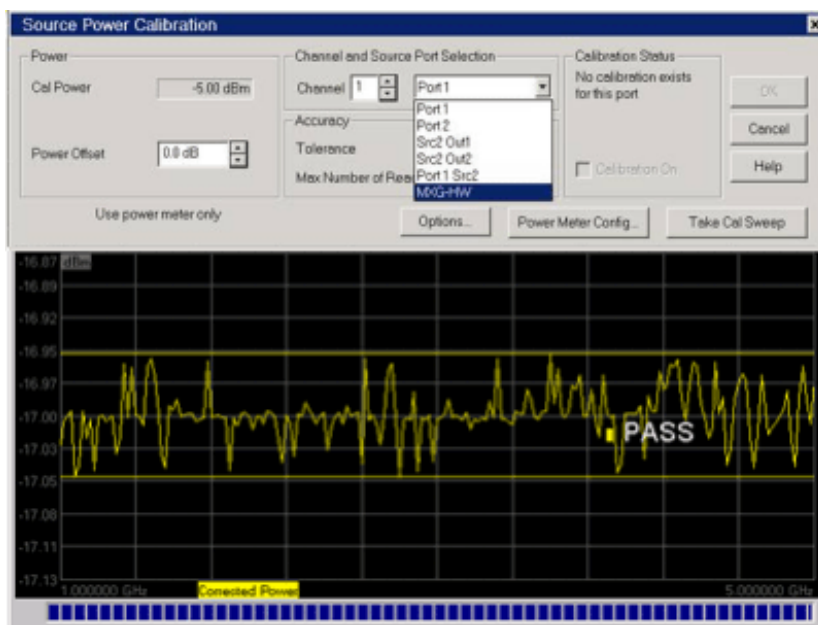 Source Power Calibration
Power
Cal Power
-5.00 dBm
Power Offset
0.0 dB
Use power meter only
Channel and Source Port Selection
Channel 1
Port 1
Port 1
Port 2
Src2 Out1
Src2 Out2
Port 1 Src2
MXG-HW
Accuracy
Tolerance
Max Number of Rea
Calibration Status
No calibration exists
for this port
Calibration On
OK
Cancel
Help
Options...
Power Meter Config...
Take Cal Sweep
-16.87 dBm
-16.89
-16.92
-16.95
-16.97
-17.00
-17.03
-17.05
-17.08
-17.11
-17.13
PASS
1.000000 GHz
Corrected Power
5.000000 GHz